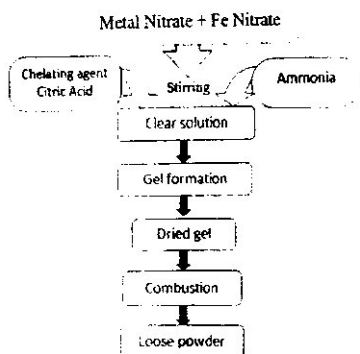 Metal Nitrate + Fe Nitrate
Chelating agent
Citric Acid
Stirring
Ammonia
Clear solution
Gel formation
Dried gel
Combustion
Loose powder